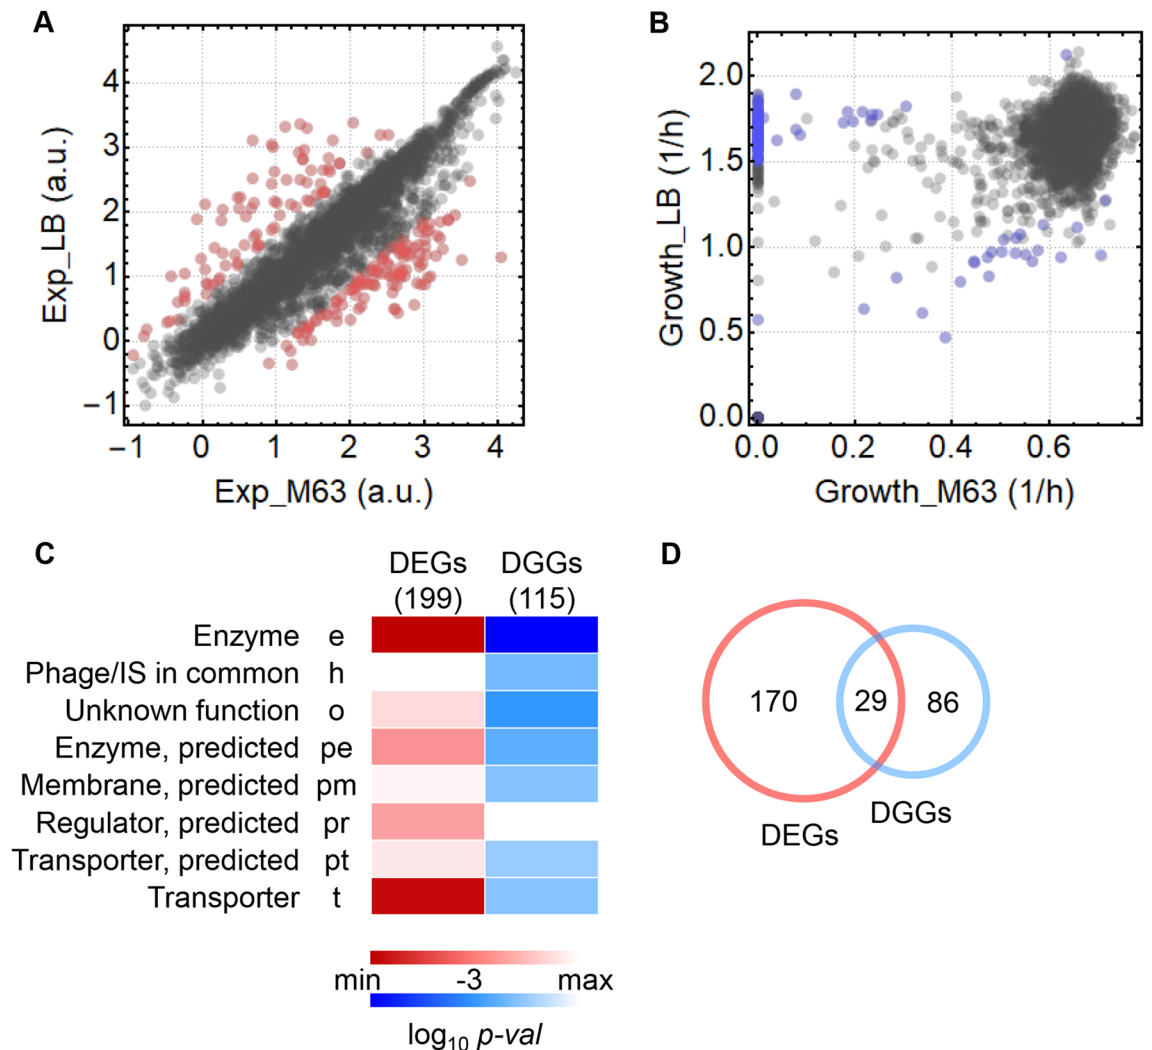 A
Exp_LB (a.u.)
4
3
2
1
0
−1
−1 0 1 2 3 4
Exp_M63 (a.u.)
B
Growth_LB (1/h)
2.0
1.5
1.0
0.5
0.0
0.0 0.2 0.4 0.6
Growth_M63 (1/h)
C
DEGs DGGs
(199) (115)
Enzyme e
Phage/IS in common h
Unknown function o
Enzyme, predicted pe
Membrane, predicted pm
Regulator, predicted pr
Transporter, predicted pt
Transporter t
min -3 max
log₁₀ p-val
D
170 29 86
DGGs
DEGs